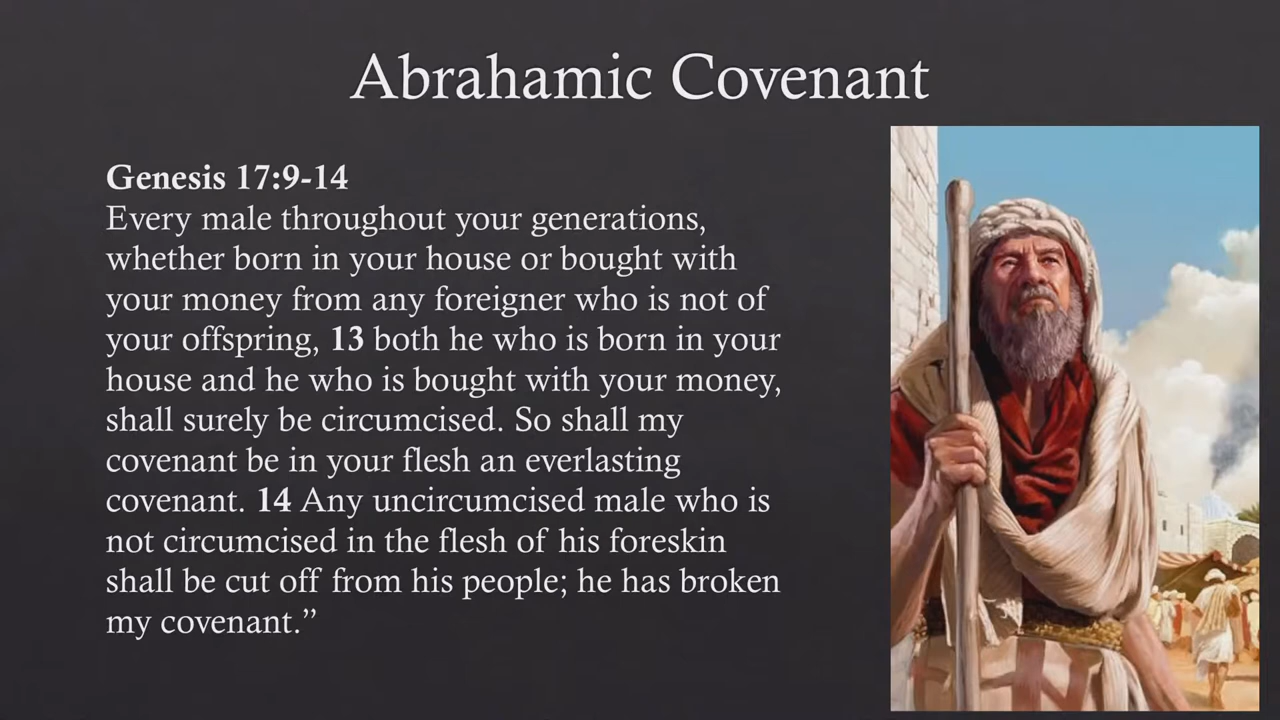 Abrahamic Covenant
Genesis 17:9-14
Every male throughout your generations,
whether born in your house or bought with
your money from any foreigner who is not of
your offspring, 13 both he who is born in your
house and he who is bought with your money,
shall surely be circumcised. So shall my
covenant be in your flesh an everlasting
covenant. 14 Any uncircumcised male who is
not circumcised in the flesh of his foreskin
shall be cut off from his people; he has broken
my covenant.”